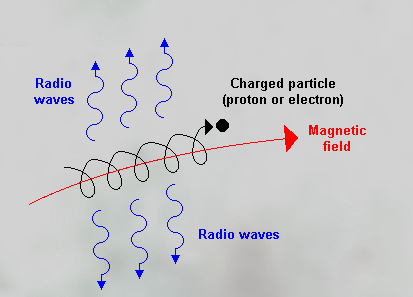 Radio
waves
Charged particle
(proton or electron)
Magnetic
field
Radio waves